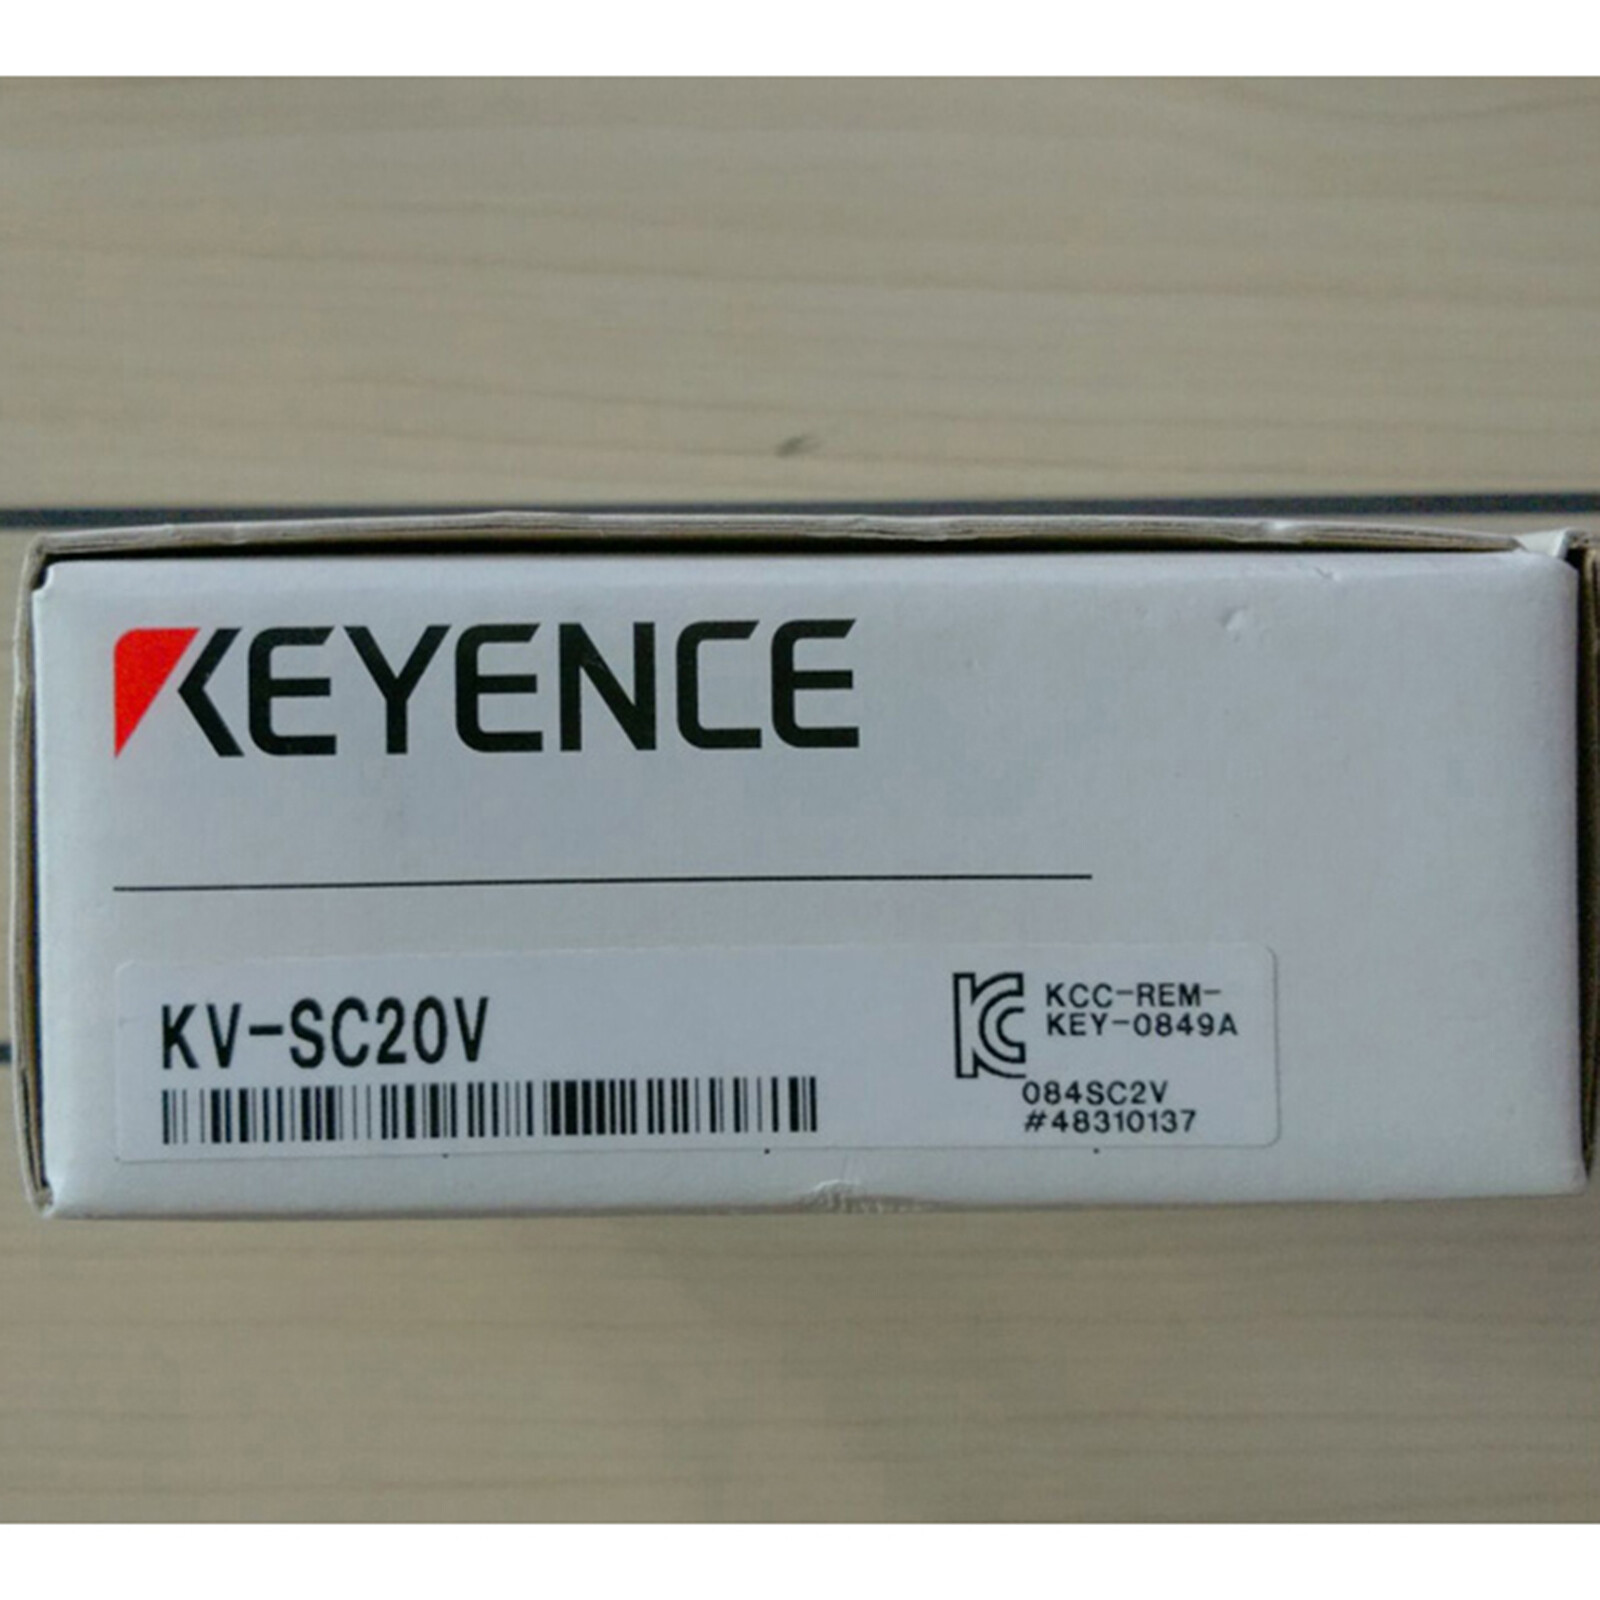 KEYENCE
KV-SC20V
KCC-REM-
KEY-0849A
084SC2V
#48310137